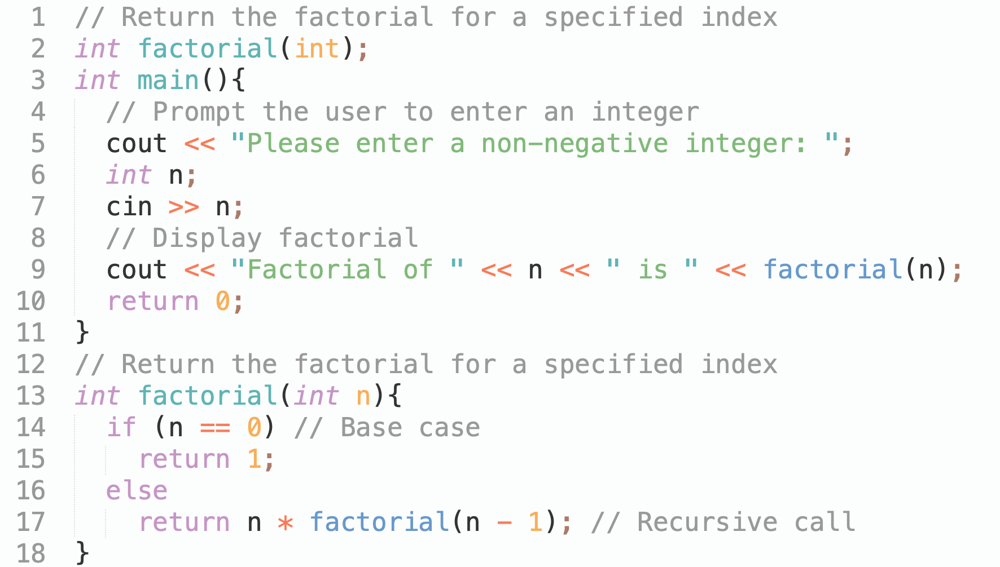 1 // Return the factorial for a specified index
2 int factorial(int);
3 int main(){
4 // Prompt the user to enter an integer
5 cout << "Please enter a non-negative integer: ";
6 int n;
7 cin >> n;
8 // Display factorial
9 cout << "Factorial of " << n << " is " << factorial(n);
10 return 0;
11 }
12 // Return the factorial for a specified index
13 int factorial(int n){
14 if (n == 0) // Base case
15 return 1;
16 else
17 return n * factorial(n - 1); // Recursive call
18 }